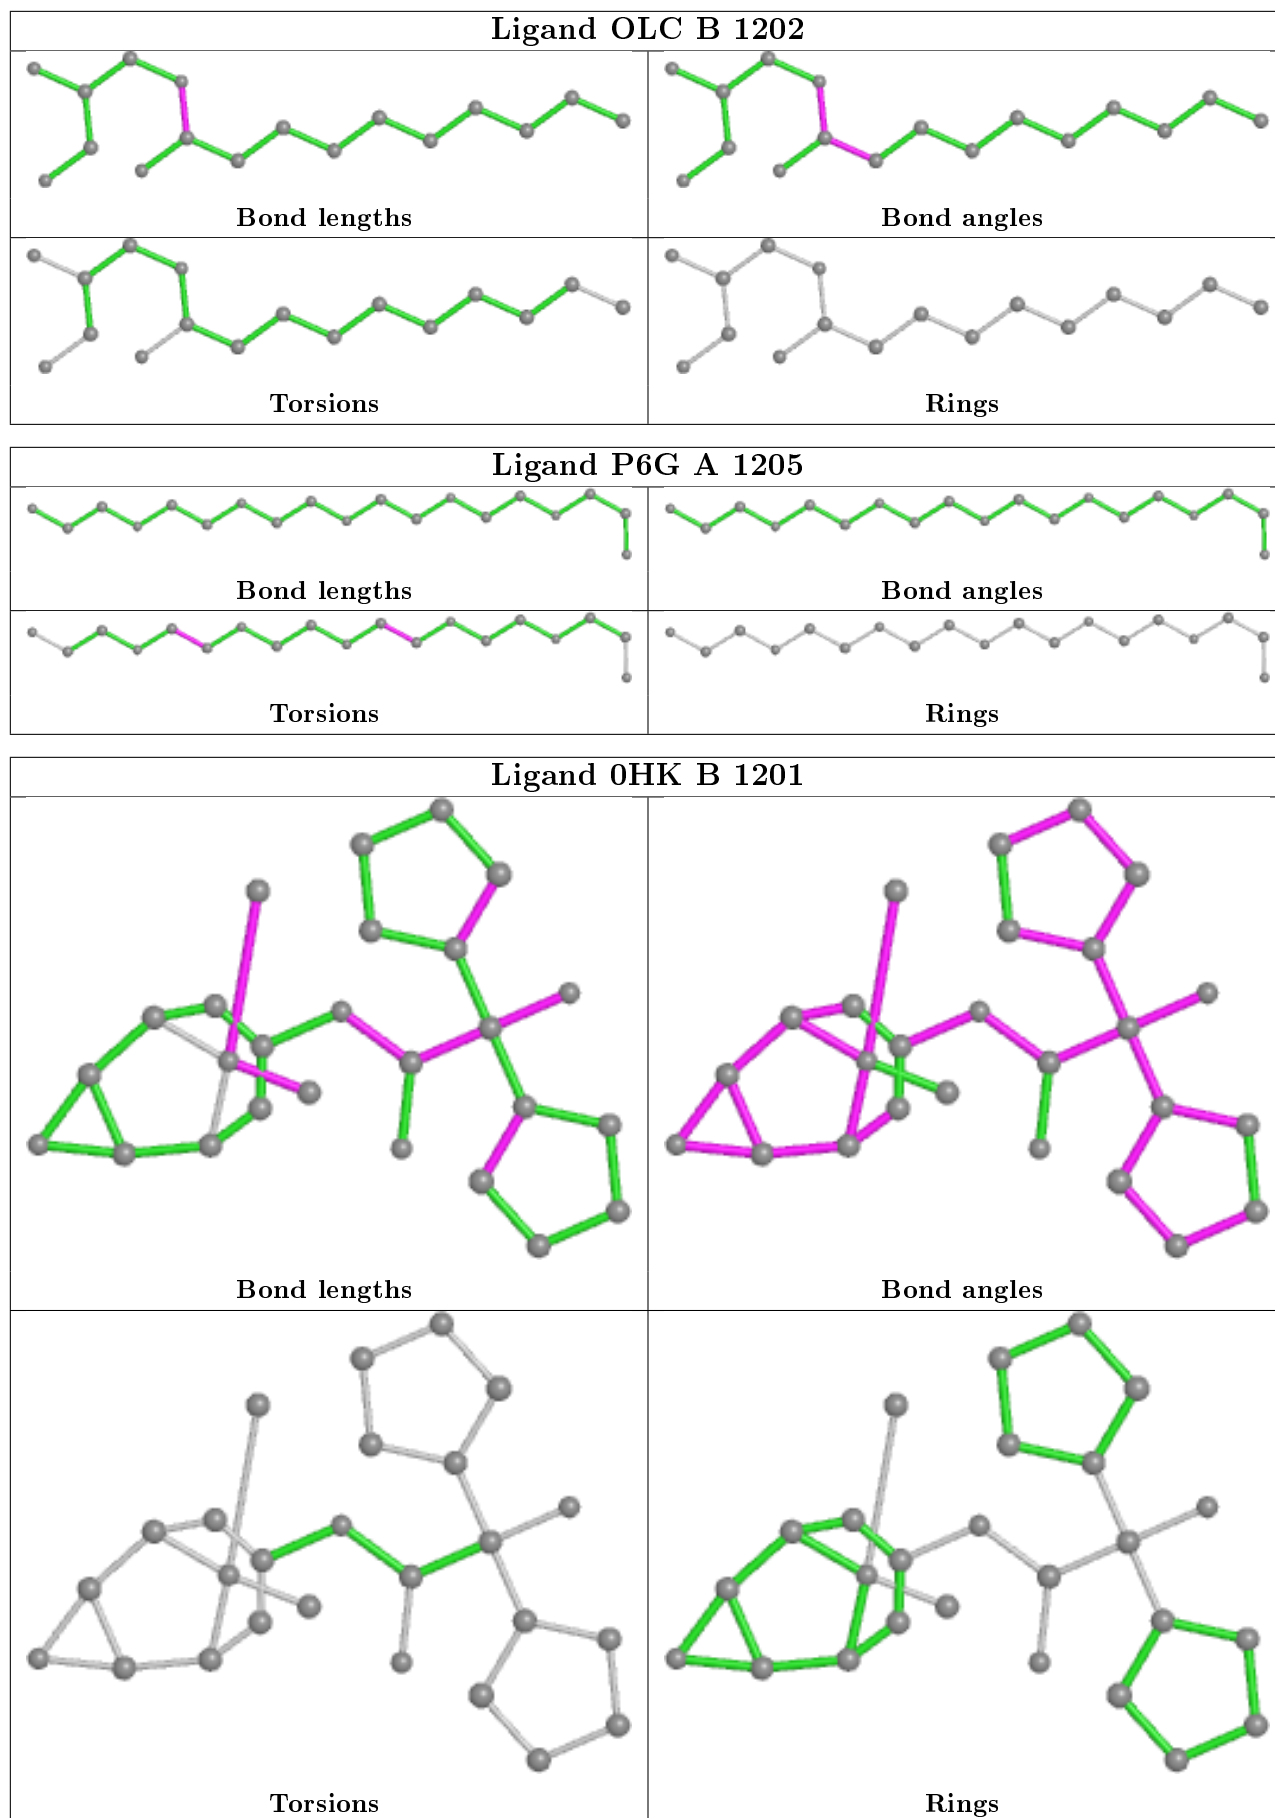 Ligand OLC B 1202
Bond lengths
Bond angles
Torsions
Rings
Ligand P6G A 1205
Bond lengths
Bond angles
Torsions
Rings
Ligand 0HK B 1201
Bond lengths
Bond angles
Torsions
Rings